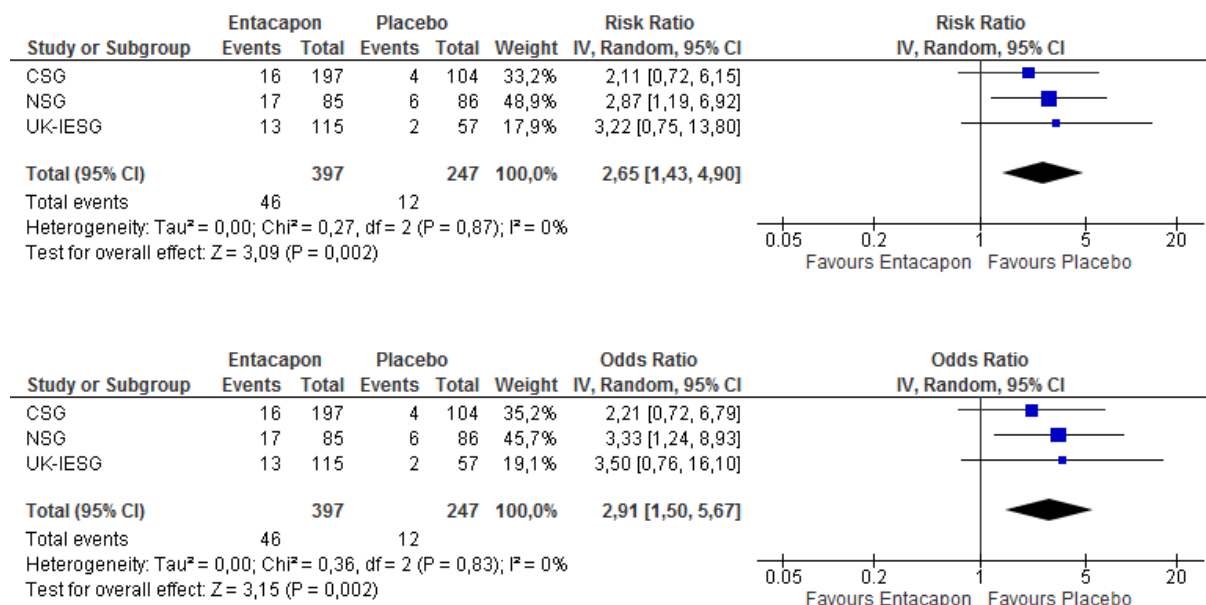 Entacapon Placebo Risk Ratio Risk Ratio
Study or Subgroup Events Total Events Total Weight IV, Random, 95% CI IV, Random, 95% CI
CSG 16 197 4 104 33,2% 2,11 [0,72, 6,15]
NSG 17 85 6 86 48,9% 2,87 [1,19, 6,92]
UK-IESG 13 115 2 57 17,9% 3,22 [0,75, 13,80]
Total (95% CI) 397 247 100,0% 2,65 [1,43, 4,90]
Total events 46 12
Heterogeneity: Tau² = 0,00; Chi² = 0,27, df = 2 (P = 0,87); I² = 0%
Test for overall effect: Z = 3,09 (P = 0,002)
0.05 0.2 1 5 20
Favours Entacapon Favours Placebo
Entacapon Placebo Odds Ratio Odds Ratio
Study or Subgroup Events Total Events Total Weight IV, Random, 95% CI IV, Random, 95% CI
CSG 16 197 4 104 35,2% 2,21 [0,72, 6,79]
NSG 17 85 6 86 45,7% 3,33 [1,24, 8,93]
UK-IESG 13 115 2 57 19,1% 3,50 [0,76, 16,10]
Total (95% CI) 397 247 100,0% 2,91 [1,50, 5,67]
Total events 46 12
Heterogeneity: Tau² = 0,00; Chi² = 0,36, df = 2 (P = 0,83); I² = 0%
Test for overall effect: Z = 3,15 (P = 0,002)
0.05 0.2 1 5 20
Favours Entacapon Favours Placebo